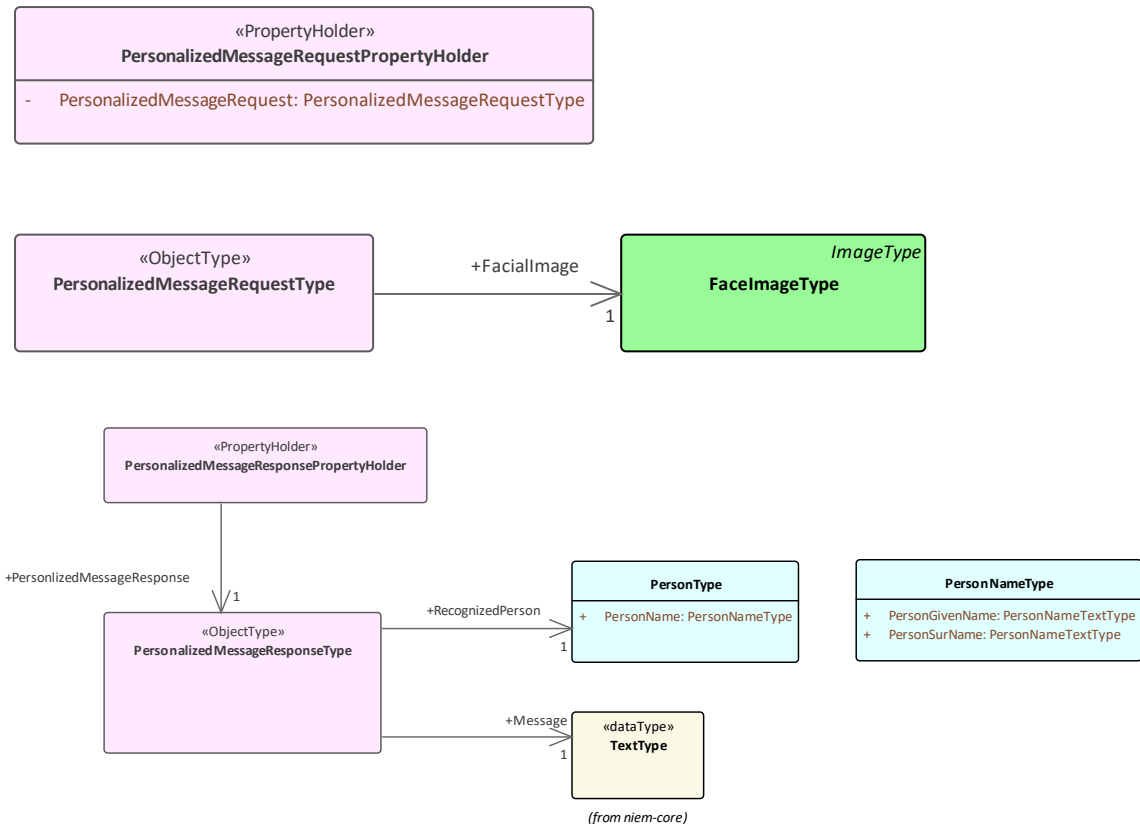 «PropertyHolder»
PersonalizedMessageRequestPropertyHolder
- PersonalizedMessageRequest: PersonalizedMessageRequestType
«ObjectType»
PersonalizedMessageRequestType
+FacialImage
1
ImageType
FaceImageType
«PropertyHolder»
PersonalizedMessageResponsePropertyHolder
+PersonlizedMessageResponse
1
«ObjectType»
PersonalizedMessageResponseType
+RecognizedPerson
1
PersonType
+ PersonName: PersonNameType
PersonNameType
+ PersonGivenName: PersonNameTextType
+ PersonSurName: PersonNameTextType
+Message
1
«dataType»
TextType
(from niem-core)